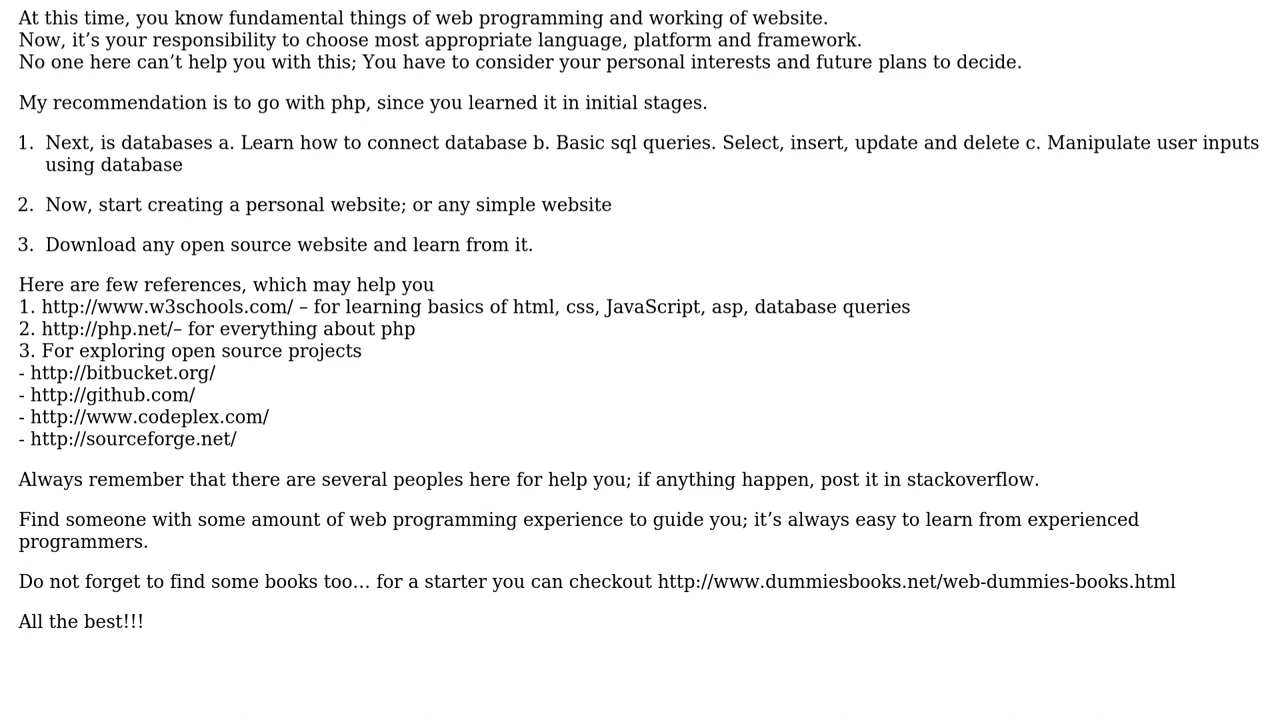 At this time, you know fundamental things of web programming and working of website.
Now, it’s your responsibility to choose most appropriate language, platform and framework.
No one here can’t help you with this; You have to consider your personal interests and future plans to decide.
My recommendation is to go with php, since you learned it in initial stages.
1. Next, is databases a. Learn how to connect database b. Basic sql queries. Select, insert, update and delete c. Manipulate user inputs
using database
2. Now, start creating a personal website; or any simple website
3. Download any open source website and learn from it.
Here are few references, which may help you
1. http://www.w3schools.com/ – for learning basics of html, css, JavaScript, asp, database queries
2. http://php.net/– for everything about php
3. For exploring open source projects
- http://bitbucket.org/
- http://github.com/
- http://www.codeplex.com/
- http://sourceforge.net/
Always remember that there are several peoples here for help you; if anything happen, post it in stackoverflow.
Find someone with some amount of web programming experience to guide you; it’s always easy to learn from experienced
programmers.
Do not forget to find some books too... for a starter you can checkout http://www.dummiesbooks.net/web-dummies-books.html
All the best!!!